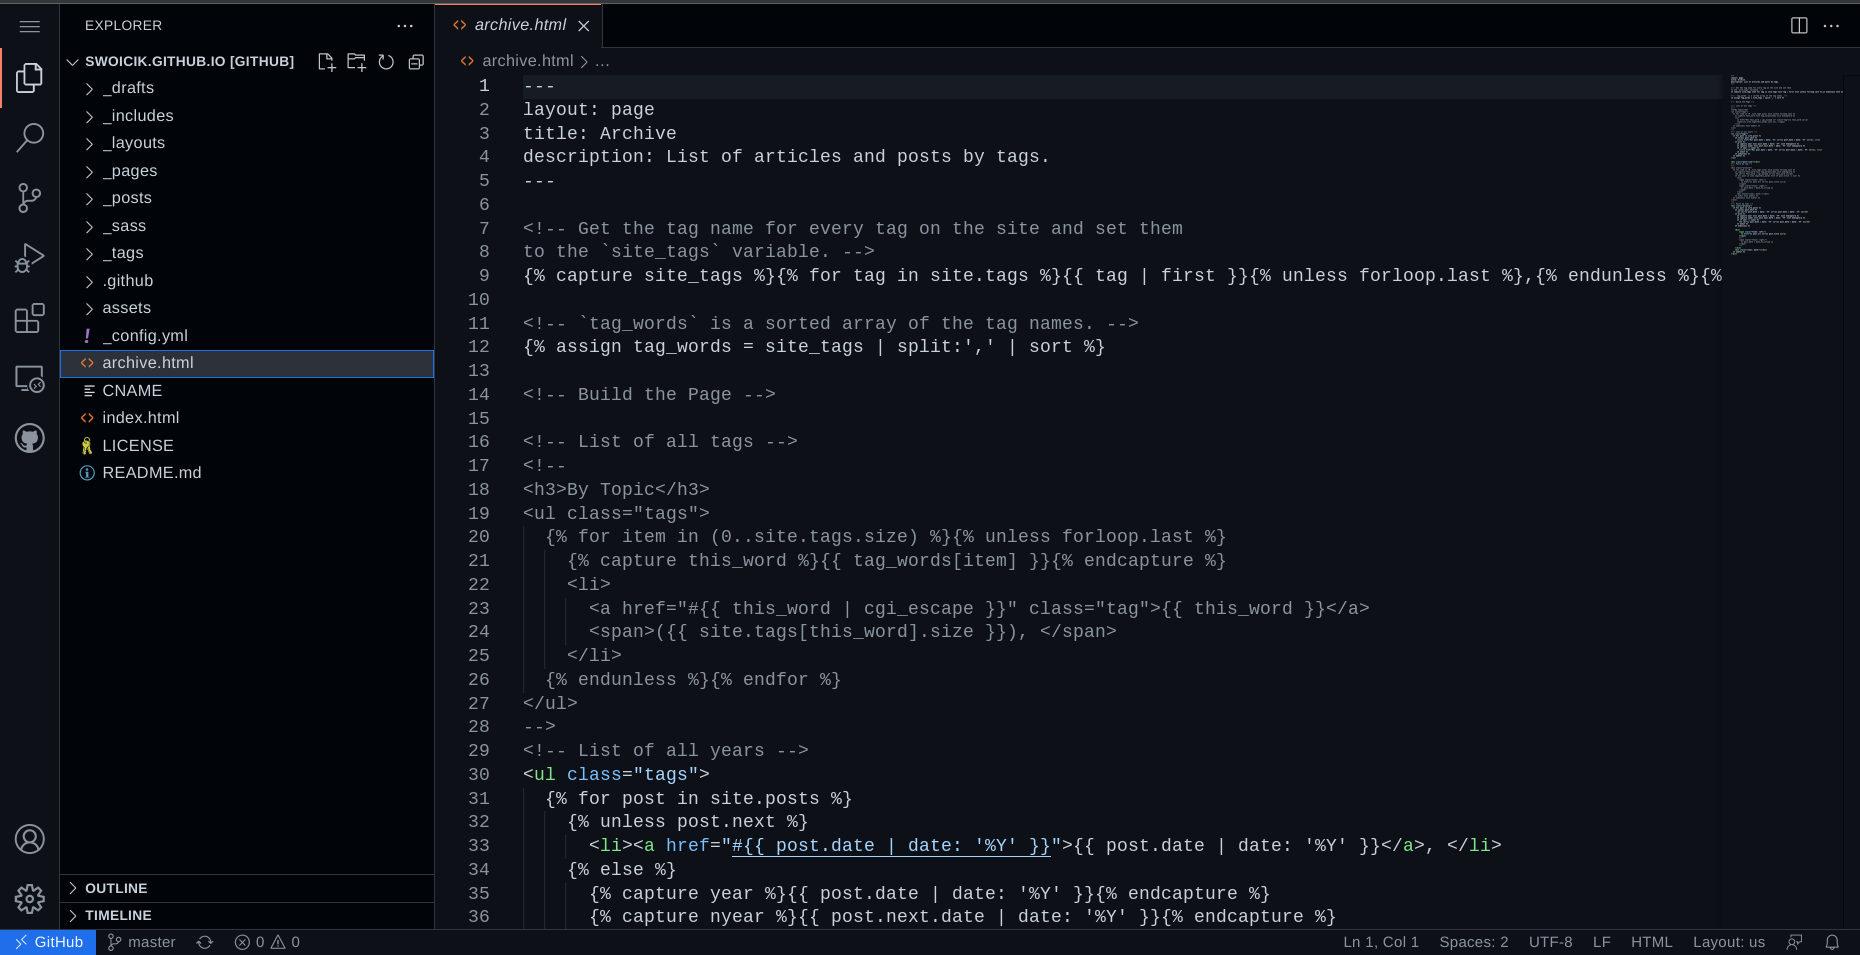 EXPLORER
SWOICIK.GITHUB.IO [GITHUB]
_drafts
_includes
_layouts
_pages
_posts
_sass
_tags
.github
assets
! _config.yml
<> archive.html
CNAME
<> index.html
LICENSE
README.md
OUTLINE
TIMELINE
<> archive.html
<> archive.html > ...
1 ---
2 layout: page
3 title: Archive
4 description: List of articles and posts by tags.
5 ---
6
7 <!-- Get the tag name for every tag on the site and set them
8 to the `site_tags` variable. -->
9 {% capture site_tags %}{% for tag in site.tags %}{{ tag | first }}{% unless forloop.last %},{% endunless %}{%
10
11 <!-- `tag_words` is a sorted array of the tag names. -->
12 {% assign tag_words = site_tags | split:',' | sort %}
13
14 <!-- Build the Page -->
15
16 <!-- List of all tags -->
17 <!--
18 <h3>By Topic</h3>
19 <ul class="tags">
20 {% for item in (0..site.tags.size) %}{% unless forloop.last %}
21 {% capture this_word %}{{ tag_words[item] }}{% endcapture %}
22 <li>
23 <a href="#{{ this_word | cgi_escape }}" class="tag">{{ this_word }}</a>
24 <span>({{ site.tags[this_word].size }}), </span>
25 </li>
26 {% endunless %}{% endfor %}
27 </ul>
28 -->
29 <!-- List of all years -->
30 <ul class="tags">
31 {% for post in site.posts %}
32 {% unless post.next %}
33 <li><a href="#{{ post.date | date: '%Y' }}">{{ post.date | date: '%Y' }}</a>, </li>
34 {% else %}
35 {% capture year %}{{ post.date | date: '%Y' }}{% endcapture %}
36 {% capture nyear %}{{ post.next.date | date: '%Y' }}{% endcapture %}
GitHub master 0 0 Ln 1, Col 1 Spaces: 2 UTF-8 LF HTML Layout: us